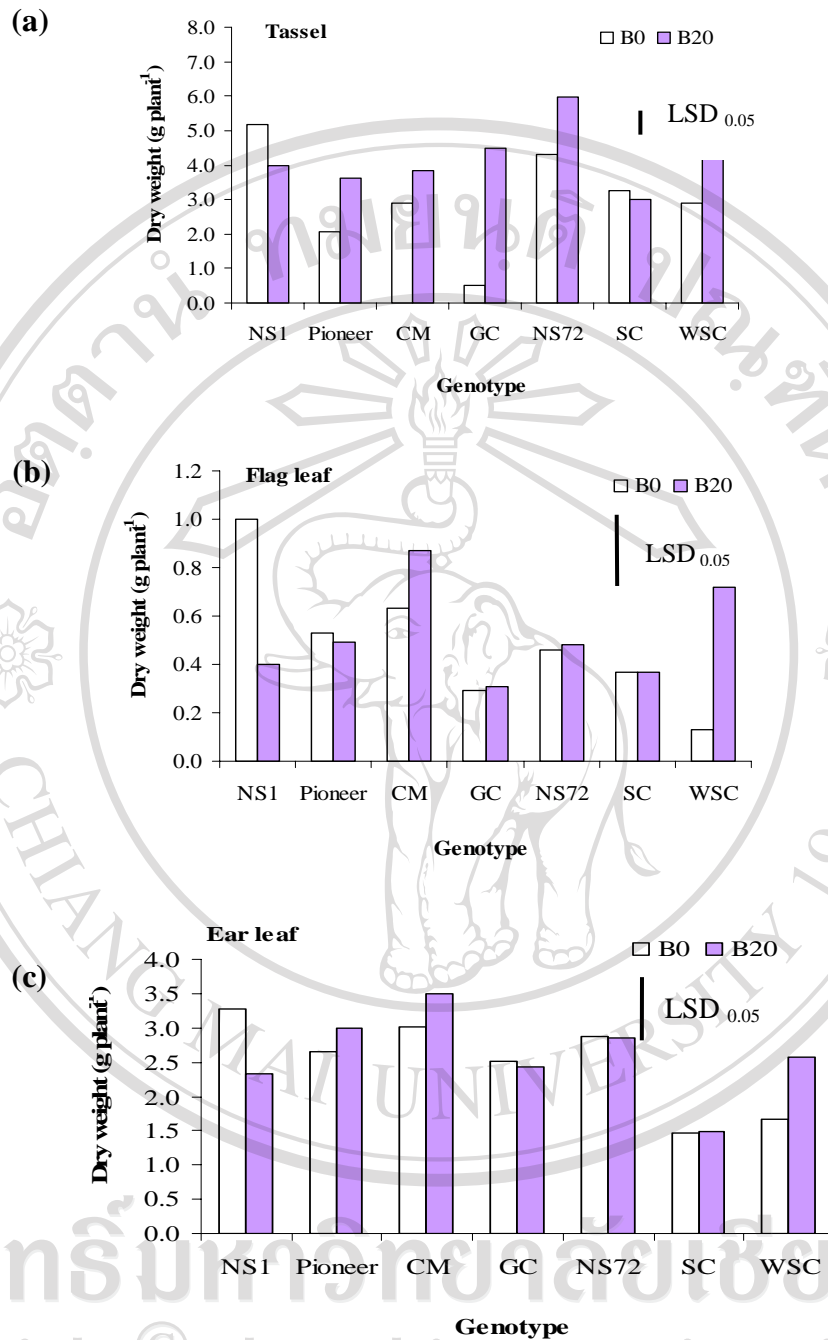 (a)
Tassel
B0 B20
LSD 0.05
Dry weight (g plant-1)
8.0
7.0
6.0
5.0
4.0
3.0
2.0
1.0
0.0
NS1 Pioneer CM GC NS72 SC WSC
Genotype
(b)
Flag leaf
B0 B20
LSD 0.05
Dry weight (g plant-1)
1.2
1.0
0.8
0.6
0.4
0.2
0.0
NS1 Pioneer CM GC NS72 SC WSC
Genotype
(c)
Ear leaf
B0 B20
LSD 0.05
Dry weight (g plant-1)
4.0
3.5
3.0
2.5
2.0
1.5
1.0
0.5
0.0
NS1 Pioneer CM GC NS72 SC WSC
Genotype
CHIANG MAI UNIVERSITY 19